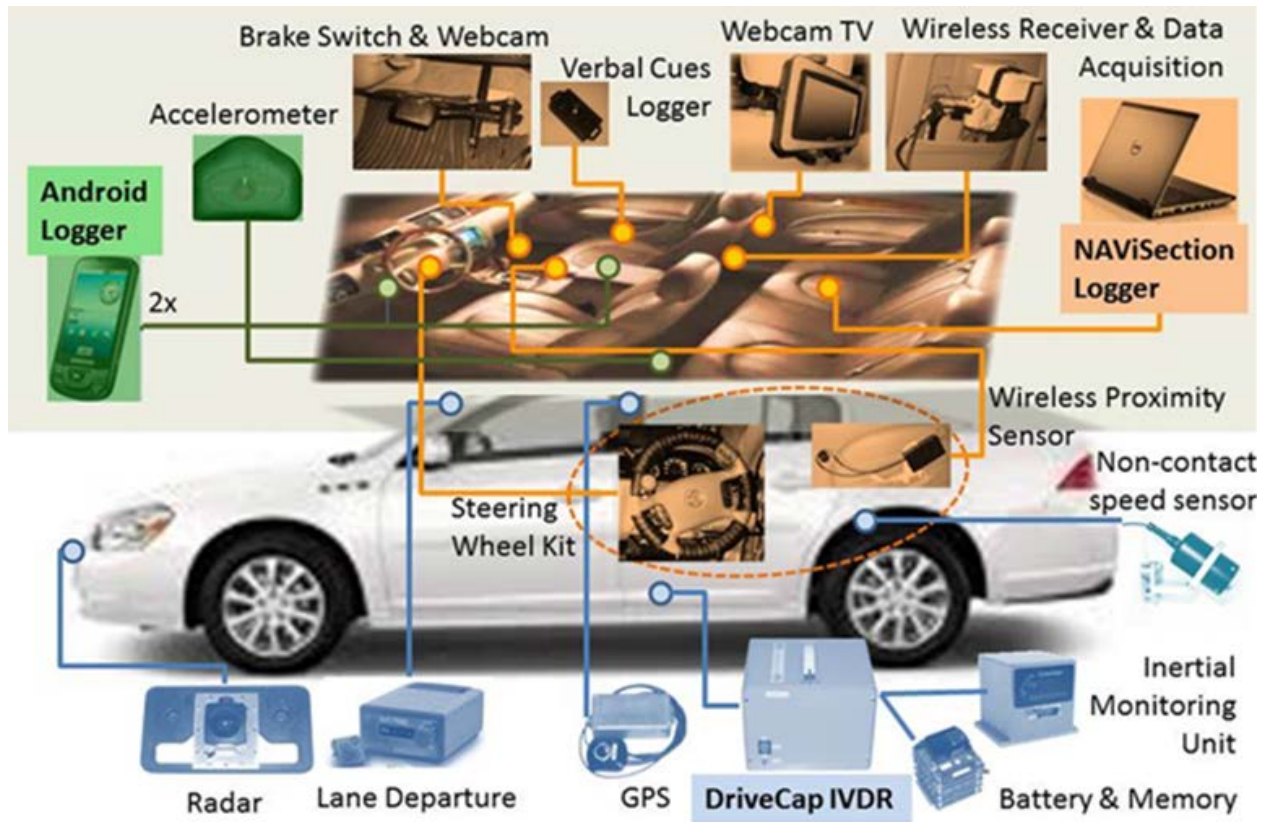 Brake Switch & Webcam
Verbal Cues
Logger
Webcam TV
Wireless Receiver & Data
Acquisition
Accelerometer
Android
Logger
2x
NAViSection
Logger
Wireless Proximity
Sensor
Non-contact
speed sensor
Steering
Wheel Kit
Inertial
Monitoring
Unit
Radar
Lane Departure
GPS
DriveCap IVDR
Battery & Memory